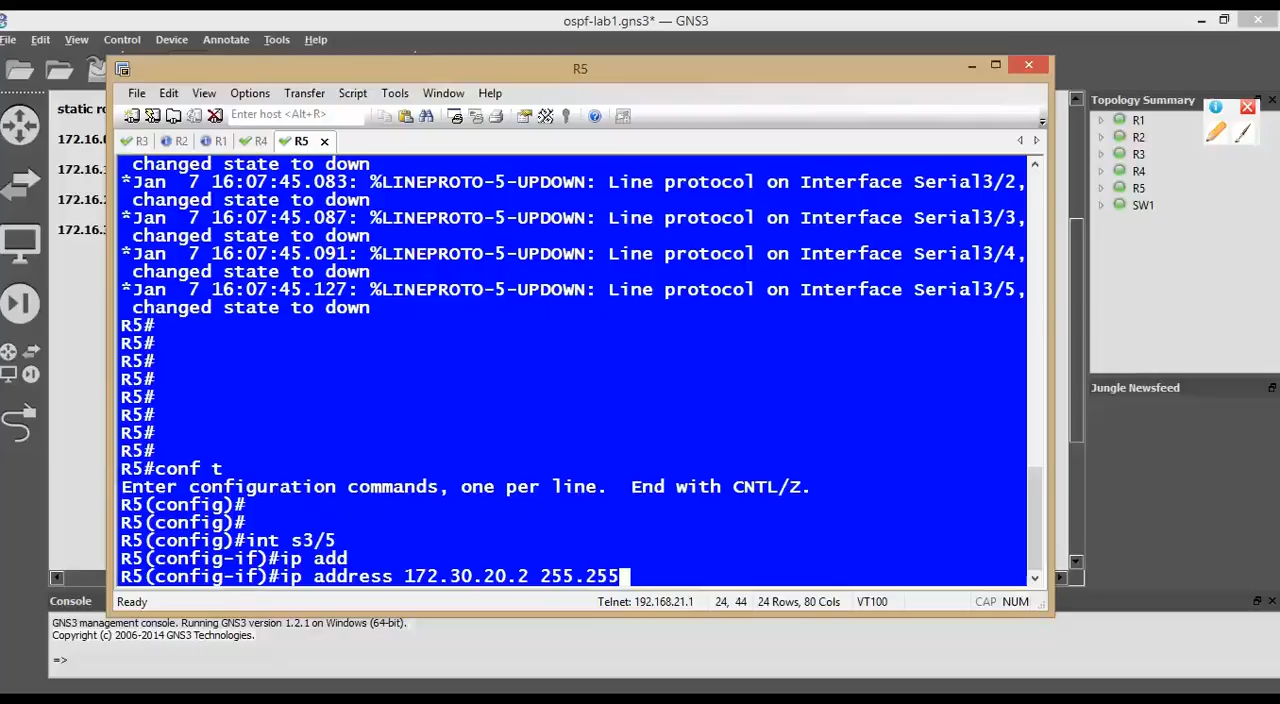 ospf-lab1.gns3* — GNS3
File Edit View Control Device Annotate Tools Help
R5
File Edit View Options Transfer Script Tools Window Help
Enter host <Alt+R>
R3 R2 R1 R4 R5
static ro
172.16.
172.16.
172.16.
172.16.
changed state to down
*Jan  7 16:07:45.083: %LINEPROTO-5-UPDOWN: Line protocol on Interface Serial3/2,
changed state to down
*Jan  7 16:07:45.087: %LINEPROTO-5-UPDOWN: Line protocol on Interface Serial3/3,
changed state to down
*Jan  7 16:07:45.091: %LINEPROTO-5-UPDOWN: Line protocol on Interface Serial3/4,
changed state to down
*Jan  7 16:07:45.127: %LINEPROTO-5-UPDOWN: Line protocol on Interface Serial3/5,
changed state to down
R5#
R5#
R5#
R5#
R5#
R5#
R5#
R5#
R5#conf t
Enter configuration commands, one per line.  End with CNTL/Z.
R5(config)#
R5(config)#
R5(config)#int s3/5
R5(config-if)#ip add
R5(config-if)#ip address 172.30.20.2 255.255
Ready Telnet: 192.168.21.1 24, 44 24 Rows, 80 Cols VT100 CAP NUM
Topology Summary
R1
R2
R3
R4
R5
SW1
Jungle Newsfeed
Console
GNS3 management console. Running GNS3 version 1.2.1 on Windows (64-bit).
Copyright (c) 2006-2014 GNS3 Technologies.
=>